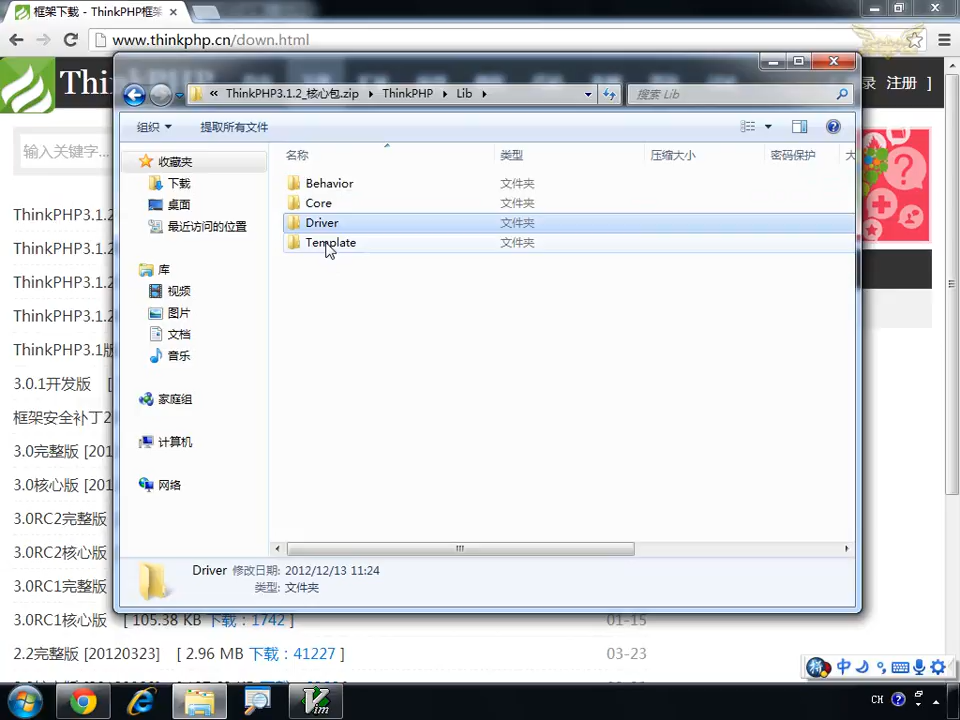 框架下载 - ThinkPHP框架
www.thinkphp.cn/down.html
Thin
录 注册 ]
ThinkPHP3.1.2_核心包.zip ThinkPHP Lib
搜索 Lib
组织 提取所有文件
输入关键字...
名称 类型 压缩大小 密码保护 大
收藏夹
下载
桌面
最近访问的位置
库
视频
图片
文档
音乐
家庭组
计算机
网络
Behavior 文件夹
Core 文件夹
Driver 文件夹
Template 文件夹
ThinkPHP3.1.2
ThinkPHP3.1.2
ThinkPHP3.1.2
ThinkPHP3.1.2
ThinkPHP3.1版
3.0.1开发版 [
框架安全补丁2
3.0完整版 [201
3.0核心版 [201
3.0RC2完整版
3.0RC2核心版
3.0RC1完整版
Driver 修改日期: 2012/12/13 11:24
类型: 文件夹
3.0RC1核心版 [ 105.38 KB 下载：1742 ] 01-15
2.2完整版 [20120323] [ 2.96 MB 下载：41227 ] 03-23
中
CH